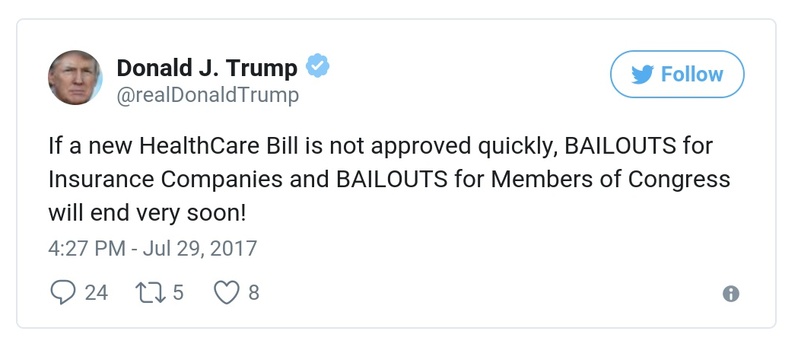 Donald J. Trump
Follow
@realDonaldTrump
If a new HealthCare Bill is not approved quickly, BAILOUTS for
Insurance Companies and BAILOUTS for Members of Congress
will end very soon!
4:27 PM - Jul 29, 2017
24 5 8